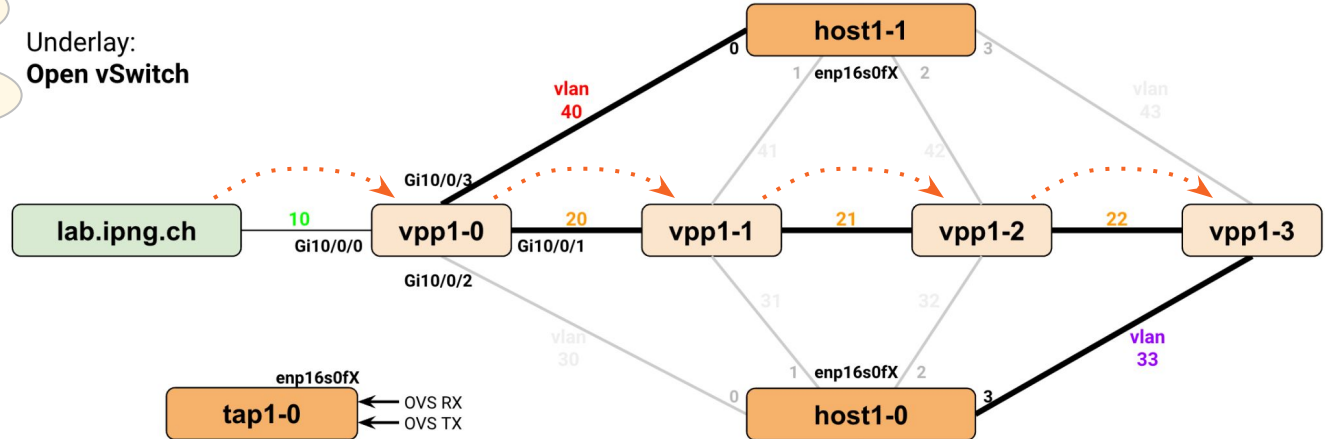 Underlay:
Open vSwitch
host1-1
0
3
1
enp16s0fX
2
vlan
40
vlan
43
41
42
Gi10/0/3
lab.ipng.ch
10
Gi10/0/0
vpp1-0
20
Gi10/0/1
vpp1-1
21
vpp1-2
22
vpp1-3
Gi10/0/2
31
32
vlan
30
vlan
33
enp16s0fX
tap1-0
OVS RX
OVS TX
1
enp16s0fX
2
0
3
host1-0